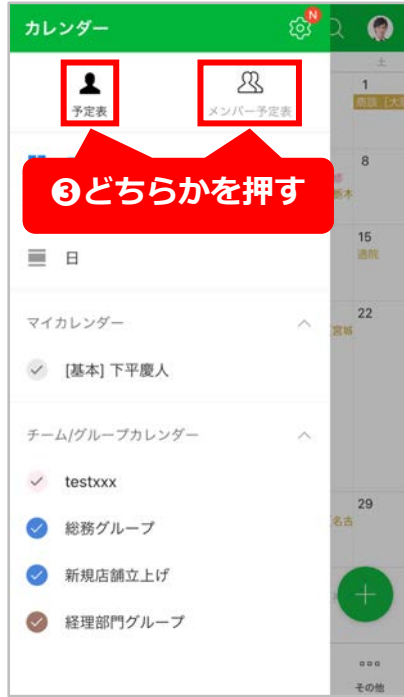 カレンダー
N
土
予定表
メンバー予定表
1
8
❸どちらかを押す
15
通院
日
22
マイカレンダー
宮城
[基本] 下平慶人
チーム/グループカレンダー
testxxx
29
名古
総務グループ
新規店舗立上げ
+
経理部門グループ
その他